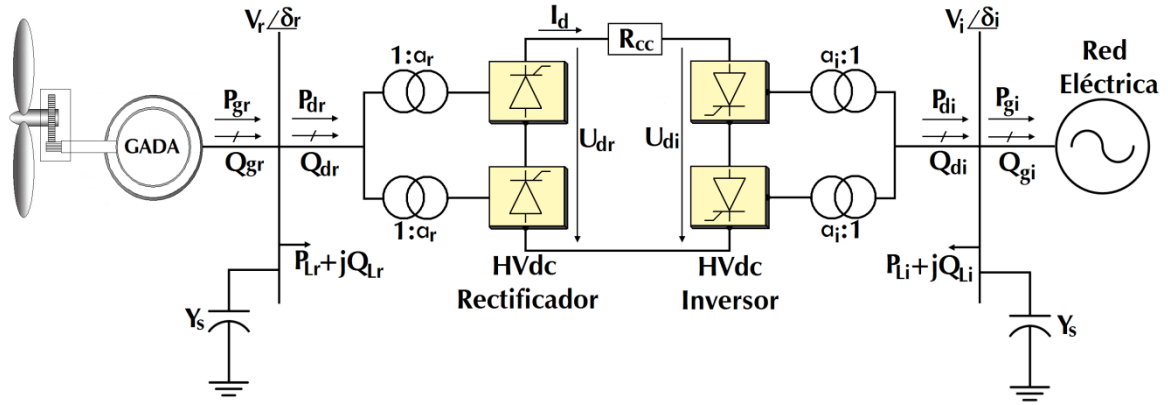 V_r∠δ_r
I_d
R_cc
V_i∠δ_i
Red
Eléctrica
1:a_r
a_i:1
P_gr
P_dr
P_di
P_gi
GADA
U_dr
U_di
Q_gr
Q_dr
Q_di
Q_gi
1:a_r
a_i:1
P_Lr+jQ_Lr
P_Li+jQ_Li
HVdc
Rectificador
HVdc
Inversor
Y_s
Y_s